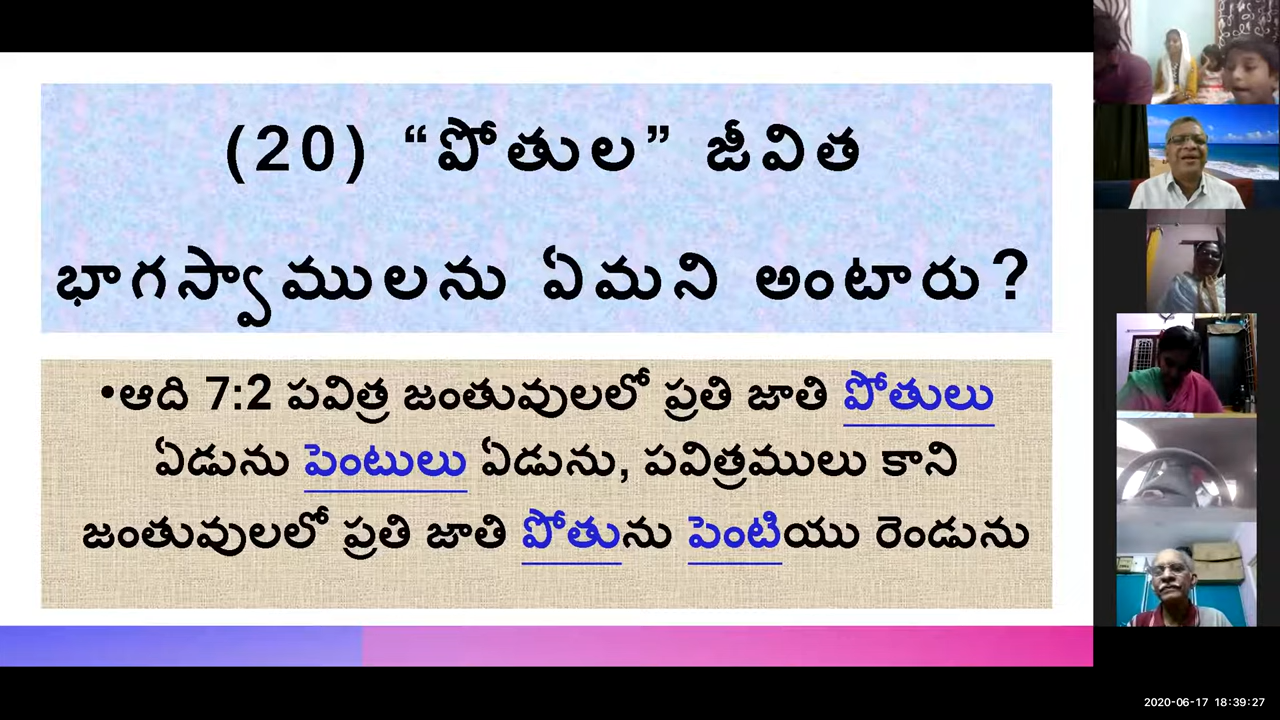 (20) “పోతుల” జీవిత
భాగస్వాములను ఏమని అంటారు?
•ఆది 7:2 పవిత్ర జంతువులలో ప్రతి జాతి పోతులు
ఏడును పెంటులు ఏడును, పవిత్రములు కాని
జంతువులలో ప్రతి జాతి పోతును పెంటియు రెండును
2020-06-17 18:39:27